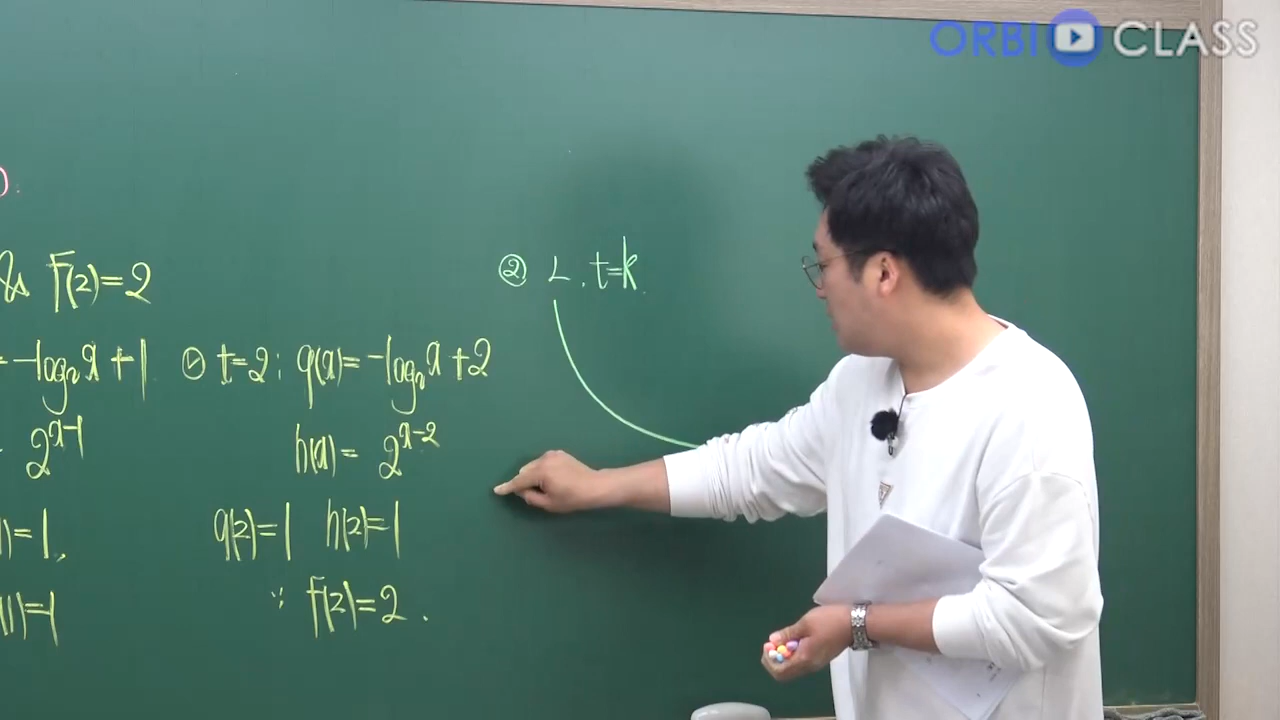 ORBI CLASS
f(2)=2
=-log₂x+1
= 2^{x-1}
)=1.
1)=1
✓ t=2: g(x)=-log₂x+2
h(x)= 2^{x-2}
g(2)=1 h(2)=1
∴ f(2)=2.
② ㄴ. t=k.